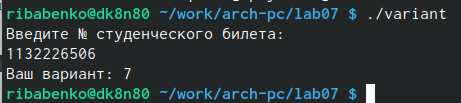 ribabenko@dk8n80 ~/work/arch-pc/lab07 $ ./variant
Введите № студенческого билета:
1132226506
Ваш вариант: 7
ribabenko@dk8n80 ~/work/arch-pc/lab07 $